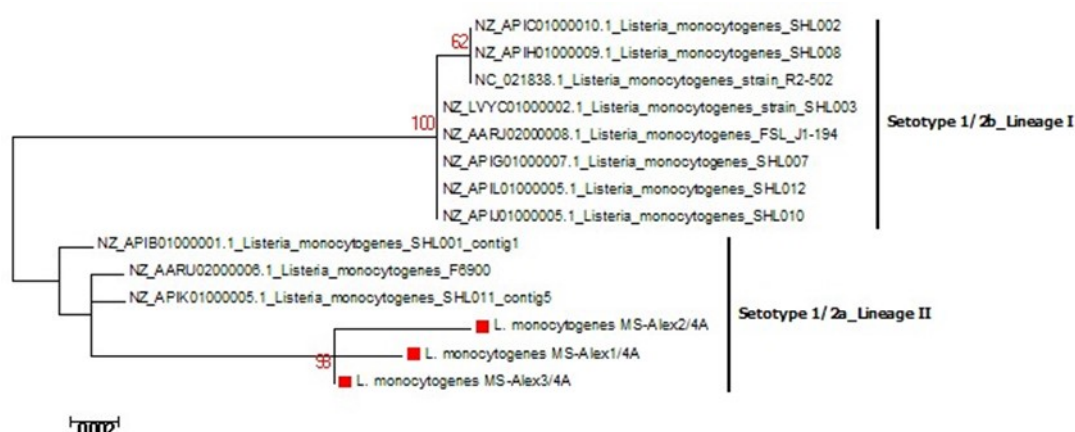 NZ_APIC01000010.1_Listeria_monocytogenes_SHL002
62
NZ_APIH01000009.1_Listeria_monocytogenes_SHL008
NC_021838.1_Listeria_monocytogenes_strain_R2-502
NZ_LVYC01000002.1_Listeria_monocytogenes_strain_SHL003
100
Setotype 1/2b_Lineage I
NZ_AARJ02000008.1_Listeria_monocytogenes_FSL_J1-194
NZ_APIG01000007.1_Listeria_monocytogenes_SHL007
NZ_APIL01000005.1_Listeria_monocytogenes_SHL012
NZ_APIJ01000005.1_Listeria_monocytogenes_SHL010
NZ_APIB01000001.1_Listeria_monocytogenes_SHL001_contig1
NZ_AARU02000006.1_Listeria_monocytogenes_F6900
NZ_APIK01000005.1_Listeria_monocytogenes_SHL011_contig5
Setotype 1/2a_Lineage II
L. monocytogenes MS-Alex2/4A
L. monocytogenes MS-Alex1/4A
98
L. monocytogenes MS-Alex3/4A
0.002